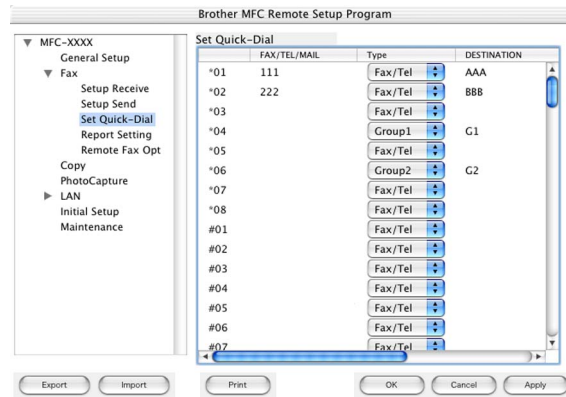 Brother MFC Remote Setup Program
MFC-XXXX
General Setup
Fax
Setup Receive
Setup Send
Set Quick-Dial
Report Setting
Remote Fax Opt
Copy
PhotoCapture
LAN
Initial Setup
Maintenance
Set Quick-Dial
FAX/TEL/MAIL Type DESTINATION
*01 111 Fax/Tel AAA
*02 222 Fax/Tel BBB
*03 Fax/Tel
*04 Group1 G1
*05 Fax/Tel
*06 Group2 G2
*07 Fax/Tel
*08 Fax/Tel
#01 Fax/Tel
#02 Fax/Tel
#03 Fax/Tel
#04 Fax/Tel
#05 Fax/Tel
#06 Fax/Tel
#07 Fax/Tel
Export Import Print OK Cancel Apply